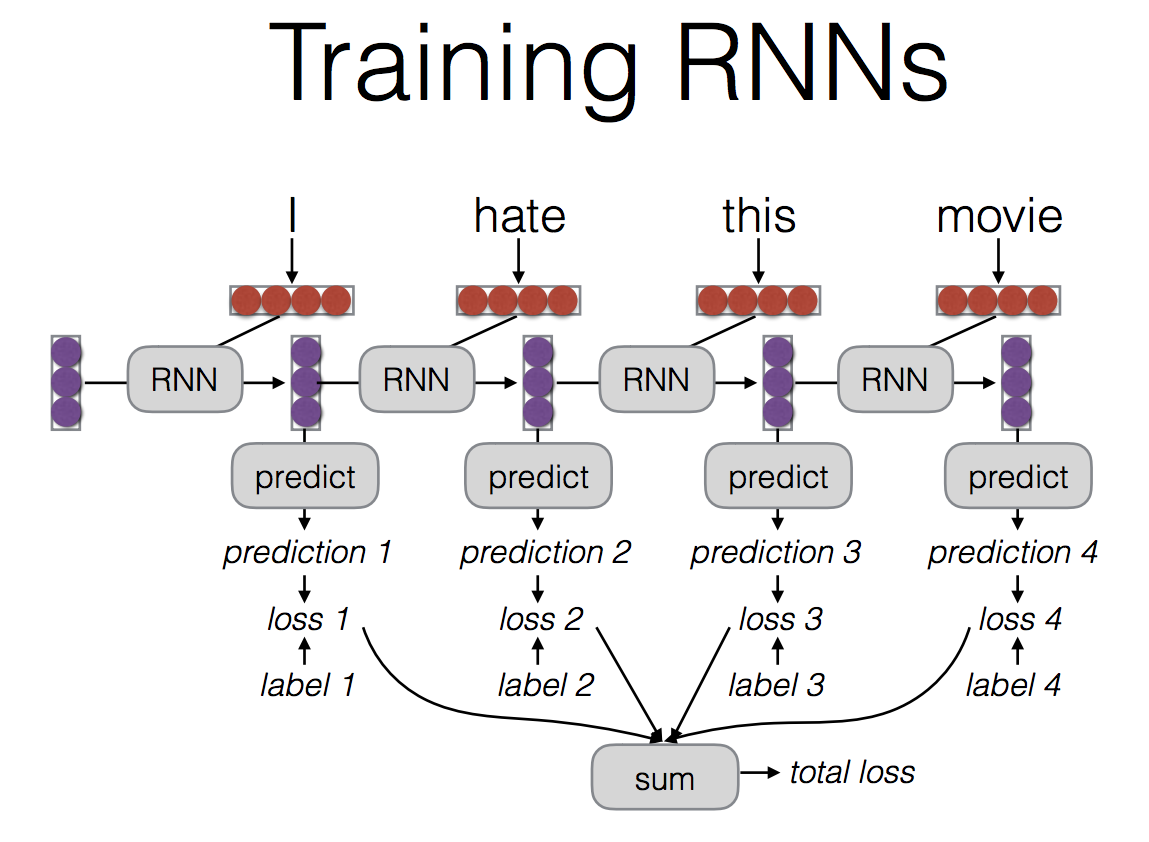 Training RNNs
I hate this movie
RNN RNN RNN RNN
predict predict predict predict
prediction 1 prediction 2 prediction 3 prediction 4
loss 1 loss 2 loss 3 loss 4
label 1 label 2 label 3 label 4
sum total loss